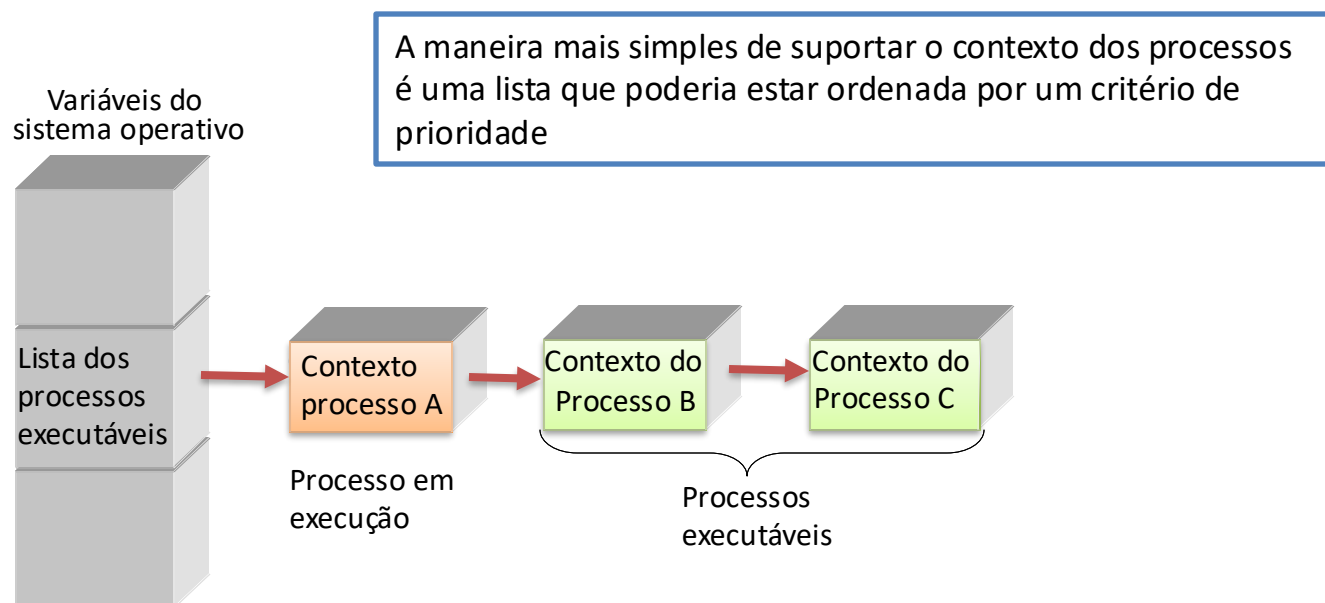 A maneira mais simples de suportar o contexto dos processos
é uma lista que poderia estar ordenada por um critério de
prioridade
Variáveis do
sistema operativo
Lista dos
processos
executáveis
Contexto
processo A
Contexto do
Processo B
Contexto do
Processo C
Processo em
execução
Processos
executáveis